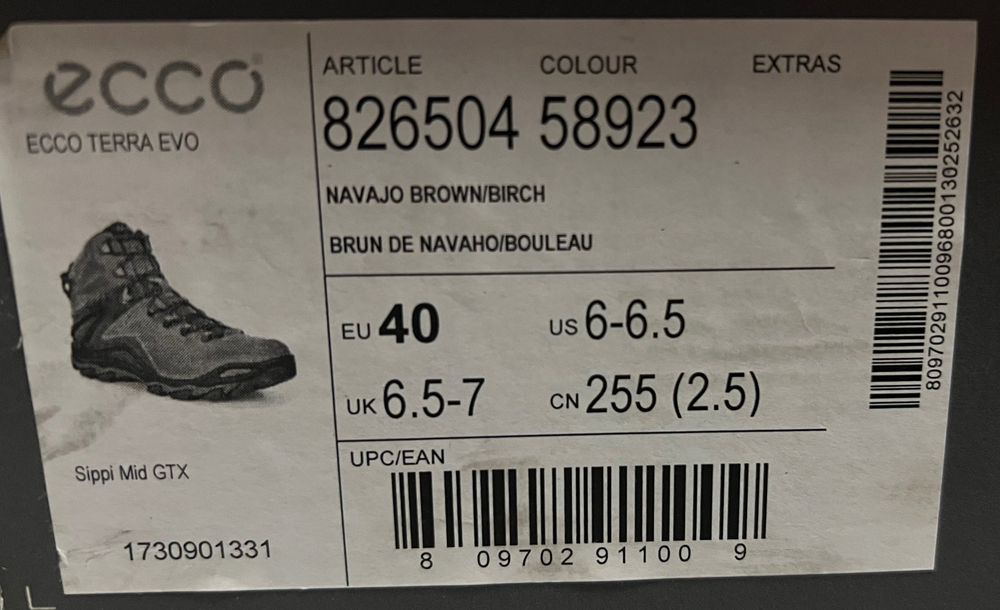 ecco
ECCO TERRA EVO
Sippi Mid GTX
1730901331
ARTICLE COLOUR EXTRAS
826504 58923
NAVAJO BROWN/BIRCH
BRUN DE NAVAHO/BOULEAU
EU 40 US 6-6.5
UK 6.5-7 CN 255 (2.5)
UPC/EAN
8 09702 91100 9
8097029110096800130252632